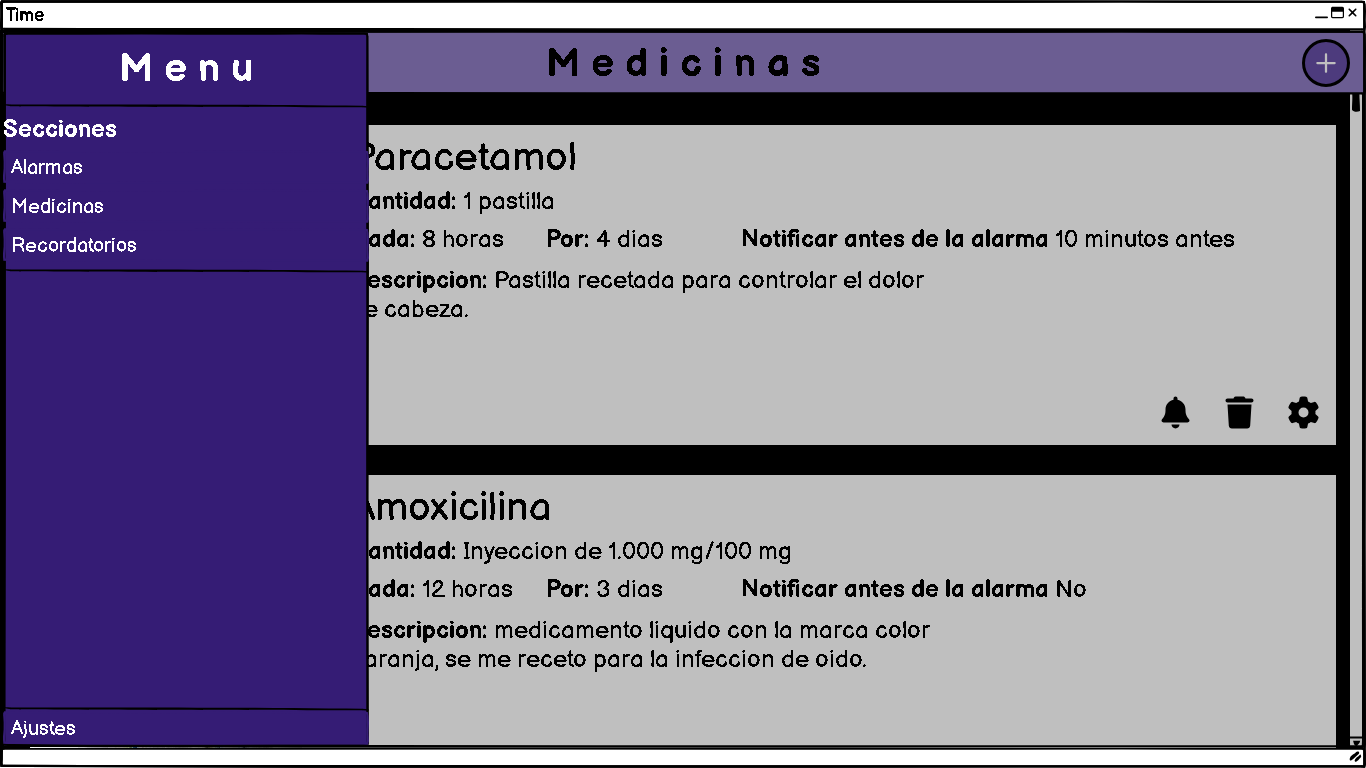 Time
Menu
Medicinas
Secciones
Alarmas
Medicinas
Recordatorios
Ajustes
Paracetamol
antidad: 1 pastilla
ada: 8 horas Por: 4 dias Notificar antes de la alarma 10 minutos antes
escripcion: Pastilla recetada para controlar el dolor
e cabeza.
Amoxicilina
antidad: Inyeccion de 1.000 mg/100 mg
ada: 12 horas Por: 3 dias Notificar antes de la alarma No
escripcion: medicamento liquido con la marca color
aranja, se me receto para la infeccion de oido.